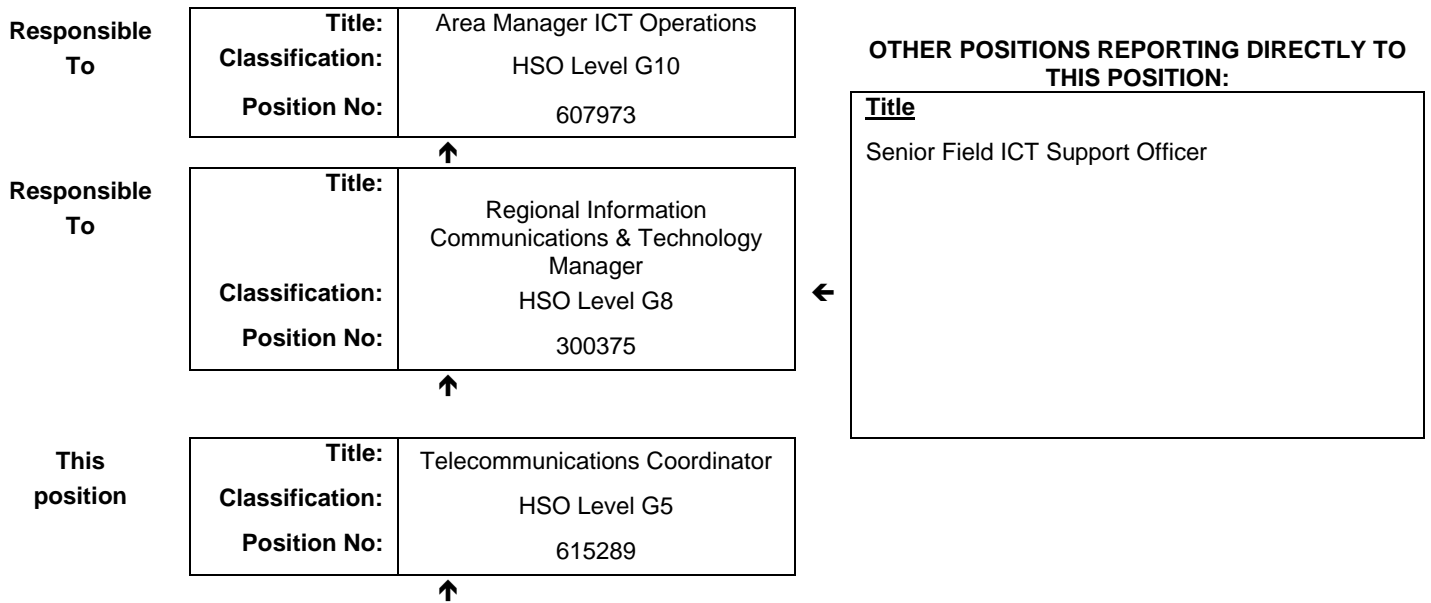 Responsible
To
Title: Area Manager ICT Operations
Classification: HSO Level G10
Position No: 607973
Responsible
To
Title: Regional Information
Communications & Technology
Manager
Classification: HSO Level G8
Position No: 300375
This
position
Title: Telecommunications Coordinator
Classification: HSO Level G5
Position No: 615289
OTHER POSITIONS REPORTING DIRECTLY TO
THIS POSITION:
Title
Senior Field ICT Support Officer